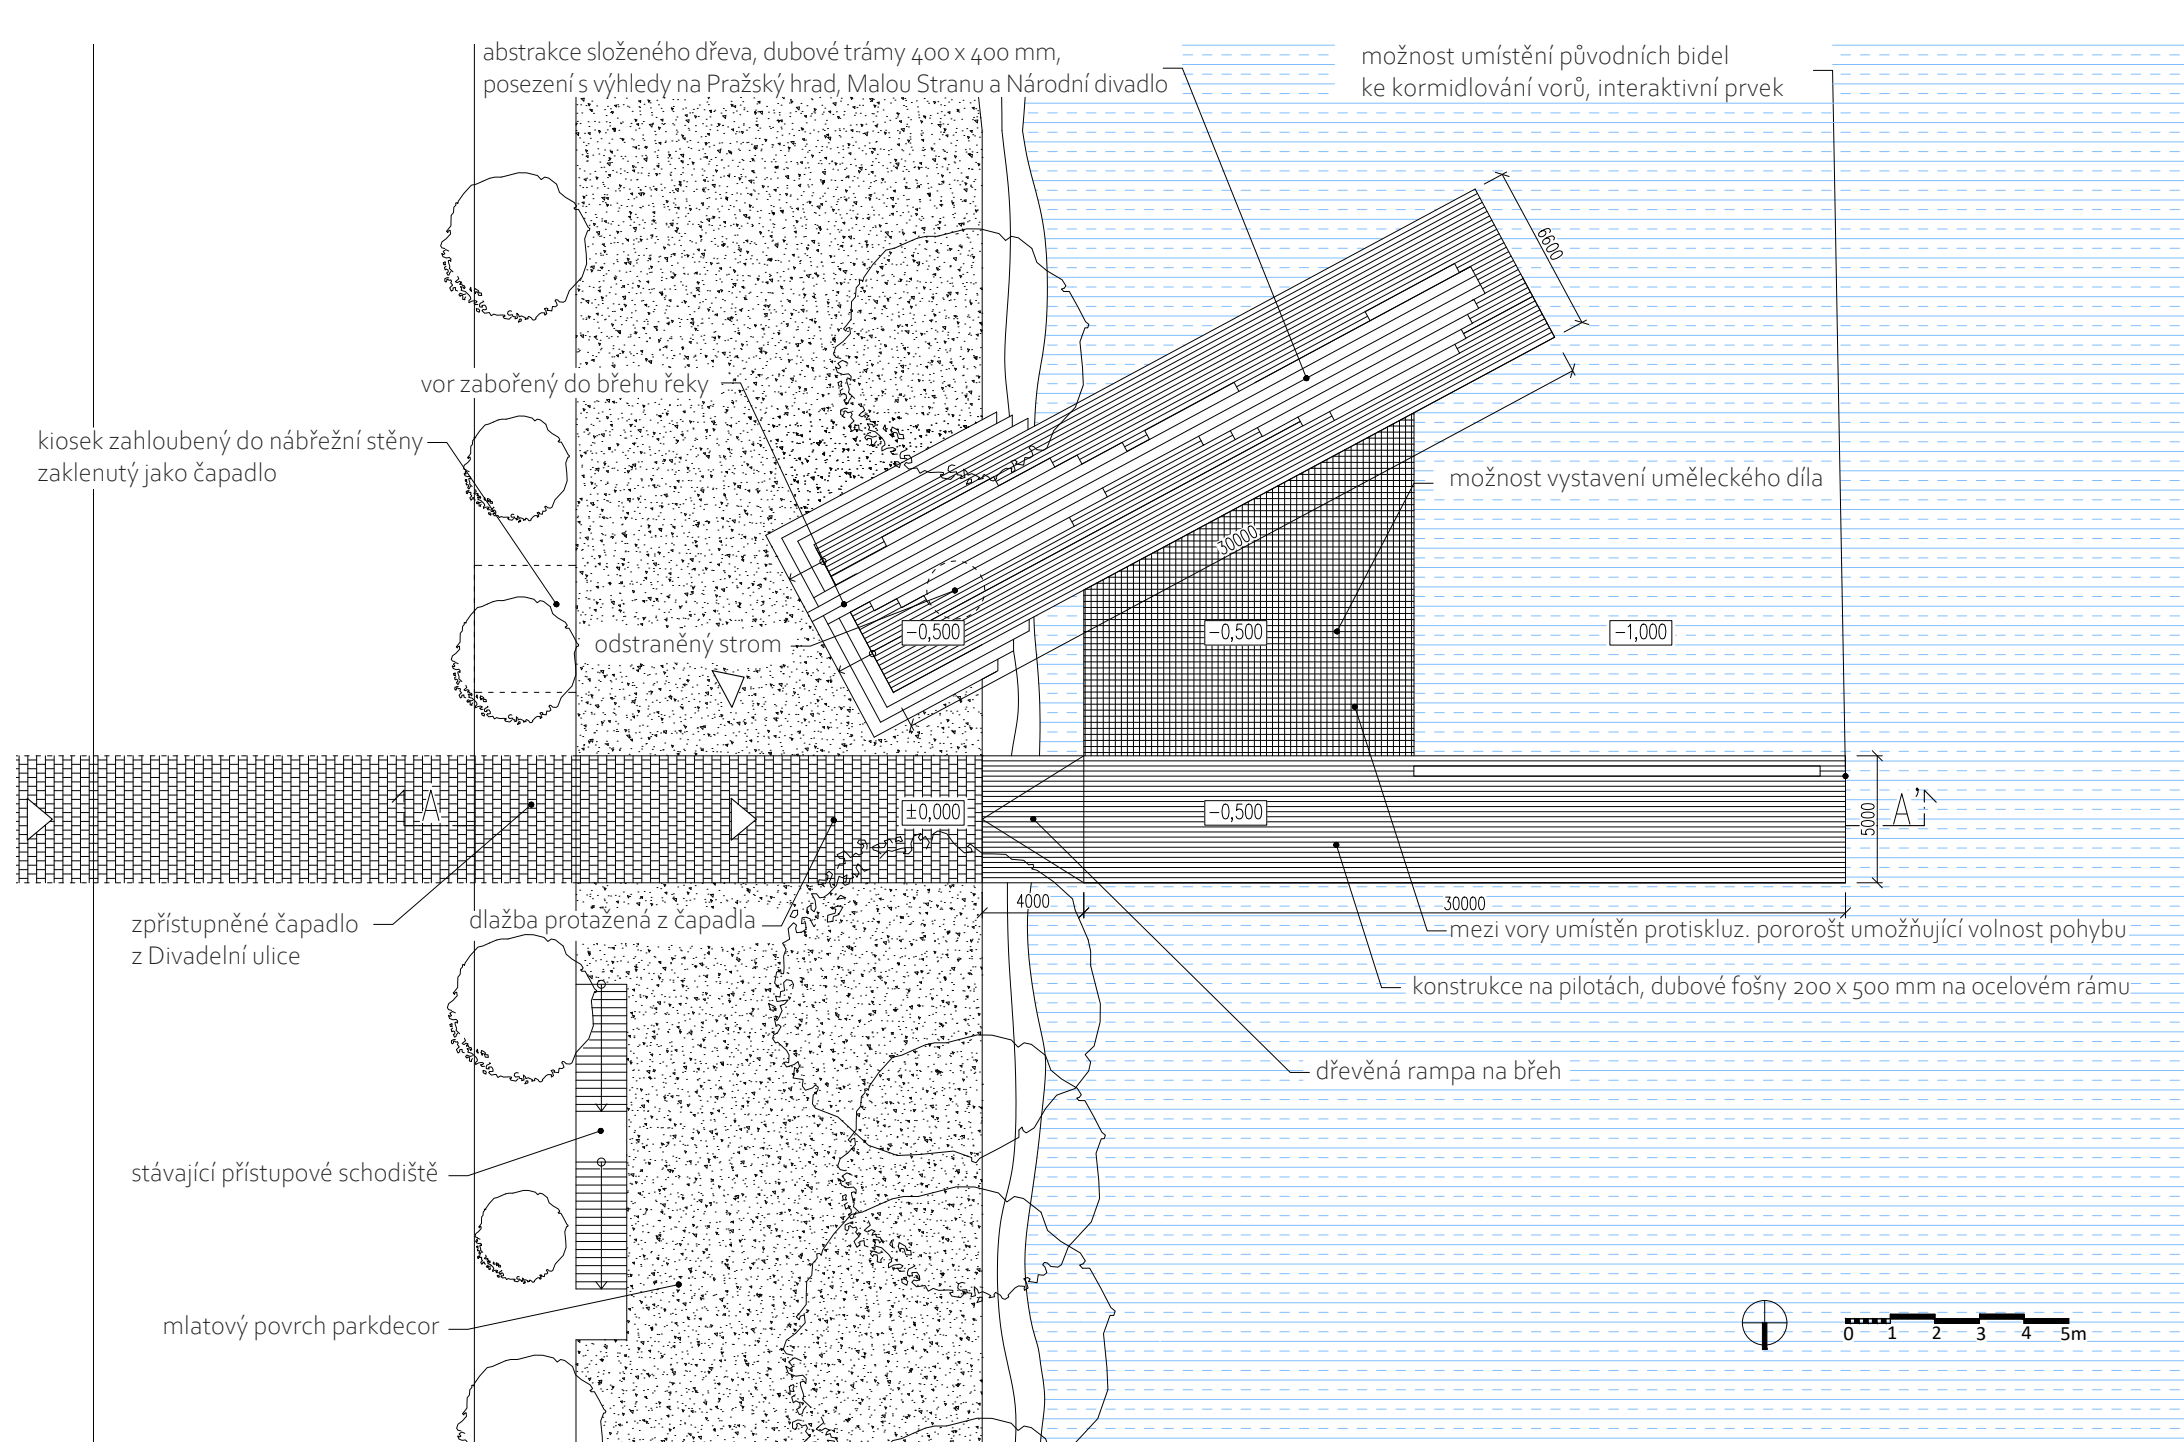 abstrakce složeného dřeva, dubové trámy 400 x 400 mm,
posezení s výhledy na Pražský hrad, Malou Stranu a Národní divadlo
možnost umístění původních bidel
ke kormidlování vorů, interaktivní prvek
6600
vor zabořený do břehu řeky
kiosek zahloubený do nábřežní stěny
zaklenutý jako čapadlo
možnost vystavení uměleckého díla
30000
odstraněný strom
−0,500
−0,500
−1,000
A
±0,000
−0,500
5000
A'
4000
30000
zpřístupněné čapadlo
z Divadelní ulice
dlažba protažená z čapadla
mezi vory umístěn protiskluz. pororošt umožňující volnost pohybu
konstrukce na pilotách, dubové fošny 200 x 500 mm na ocelovém rámu
dřevěná rampa na břeh
stávající přístupové schodiště
mlatový povrch parkdecor
0 1 2 3 4 5m